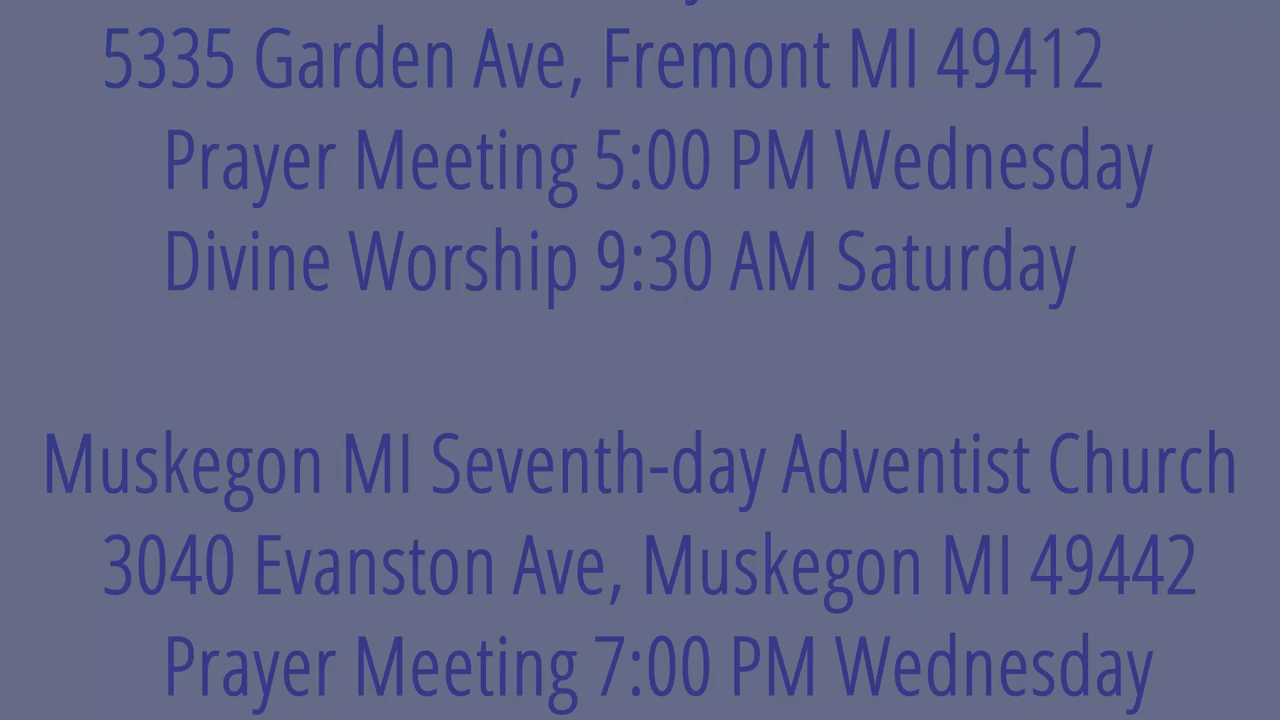 5335 Garden Ave, Fremont MI 49412
Prayer Meeting 5:00 PM Wednesday
Divine Worship 9:30 AM Saturday
Muskegon MI Seventh-day Adventist Church
3040 Evanston Ave, Muskegon MI 49442
Prayer Meeting 7:00 PM Wednesday